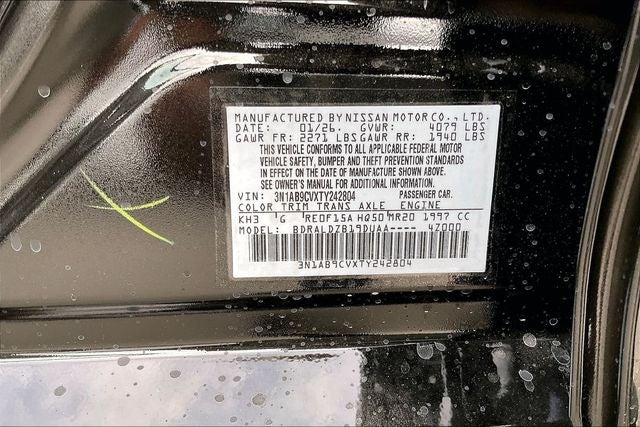 MANUFACTURED BY NISSAN MOTOR CO., LTD.
DATE: 01/26. GVWR: 4079 LBS
GAWR FR: 2271 LBS GAWR RR: 1940 LBS
THIS VEHICLE CONFORMS TO ALL APPLICABLE FEDERAL MOTOR
VEHICLE SAFETY, BUMPER AND THEFT PREVENTION STANDARDS
IN EFFECT ON THE DATE OF MANUFACTURE SHOWN ABOVE.
SEE OWNER'S MANUAL FOR ADDITIONAL INFORMATION.
VIN: 3N1AB9CVXTY242804 PASSENGER CAR.
COLOR TRIM TRANS AXLE ENGINE
KH3 G RE0F15A HQ50 MR20 1997 CC
MODEL: BDRALDZB19DUAA---- 4Z000
3N1AB9CVXTY242804